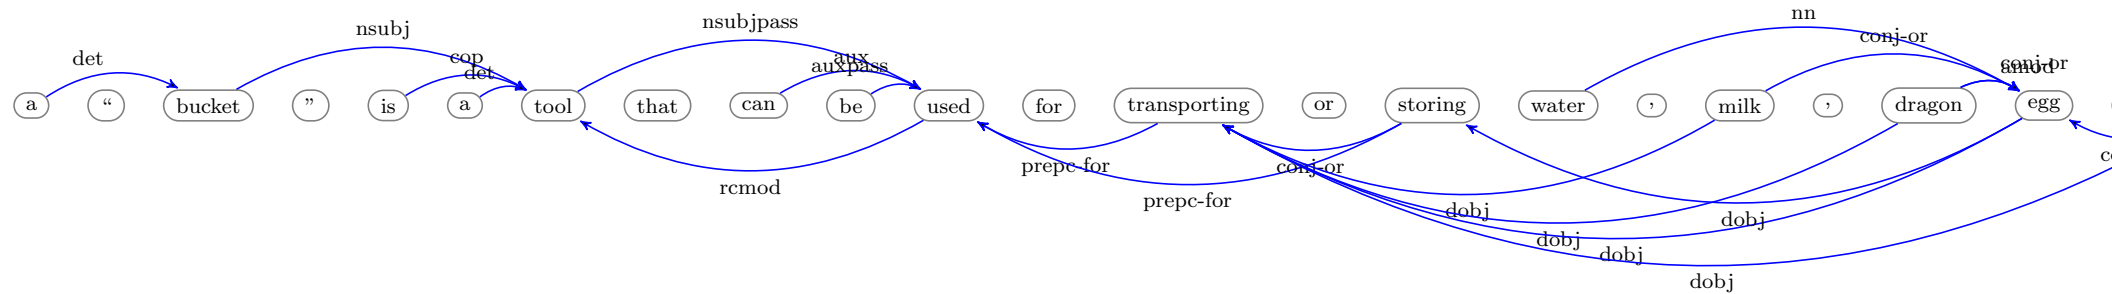 nn
nsubjpass
nsubj
conj-or
det
cop
aux
conj-or
auxpass
amod
det
a “ bucket ” is a tool that can be used for transporting or storing water , milk , dragon egg
prepc-for
conj-or
rcmod
prepc-for
dobj
dobj
dobj
dobj
dobj